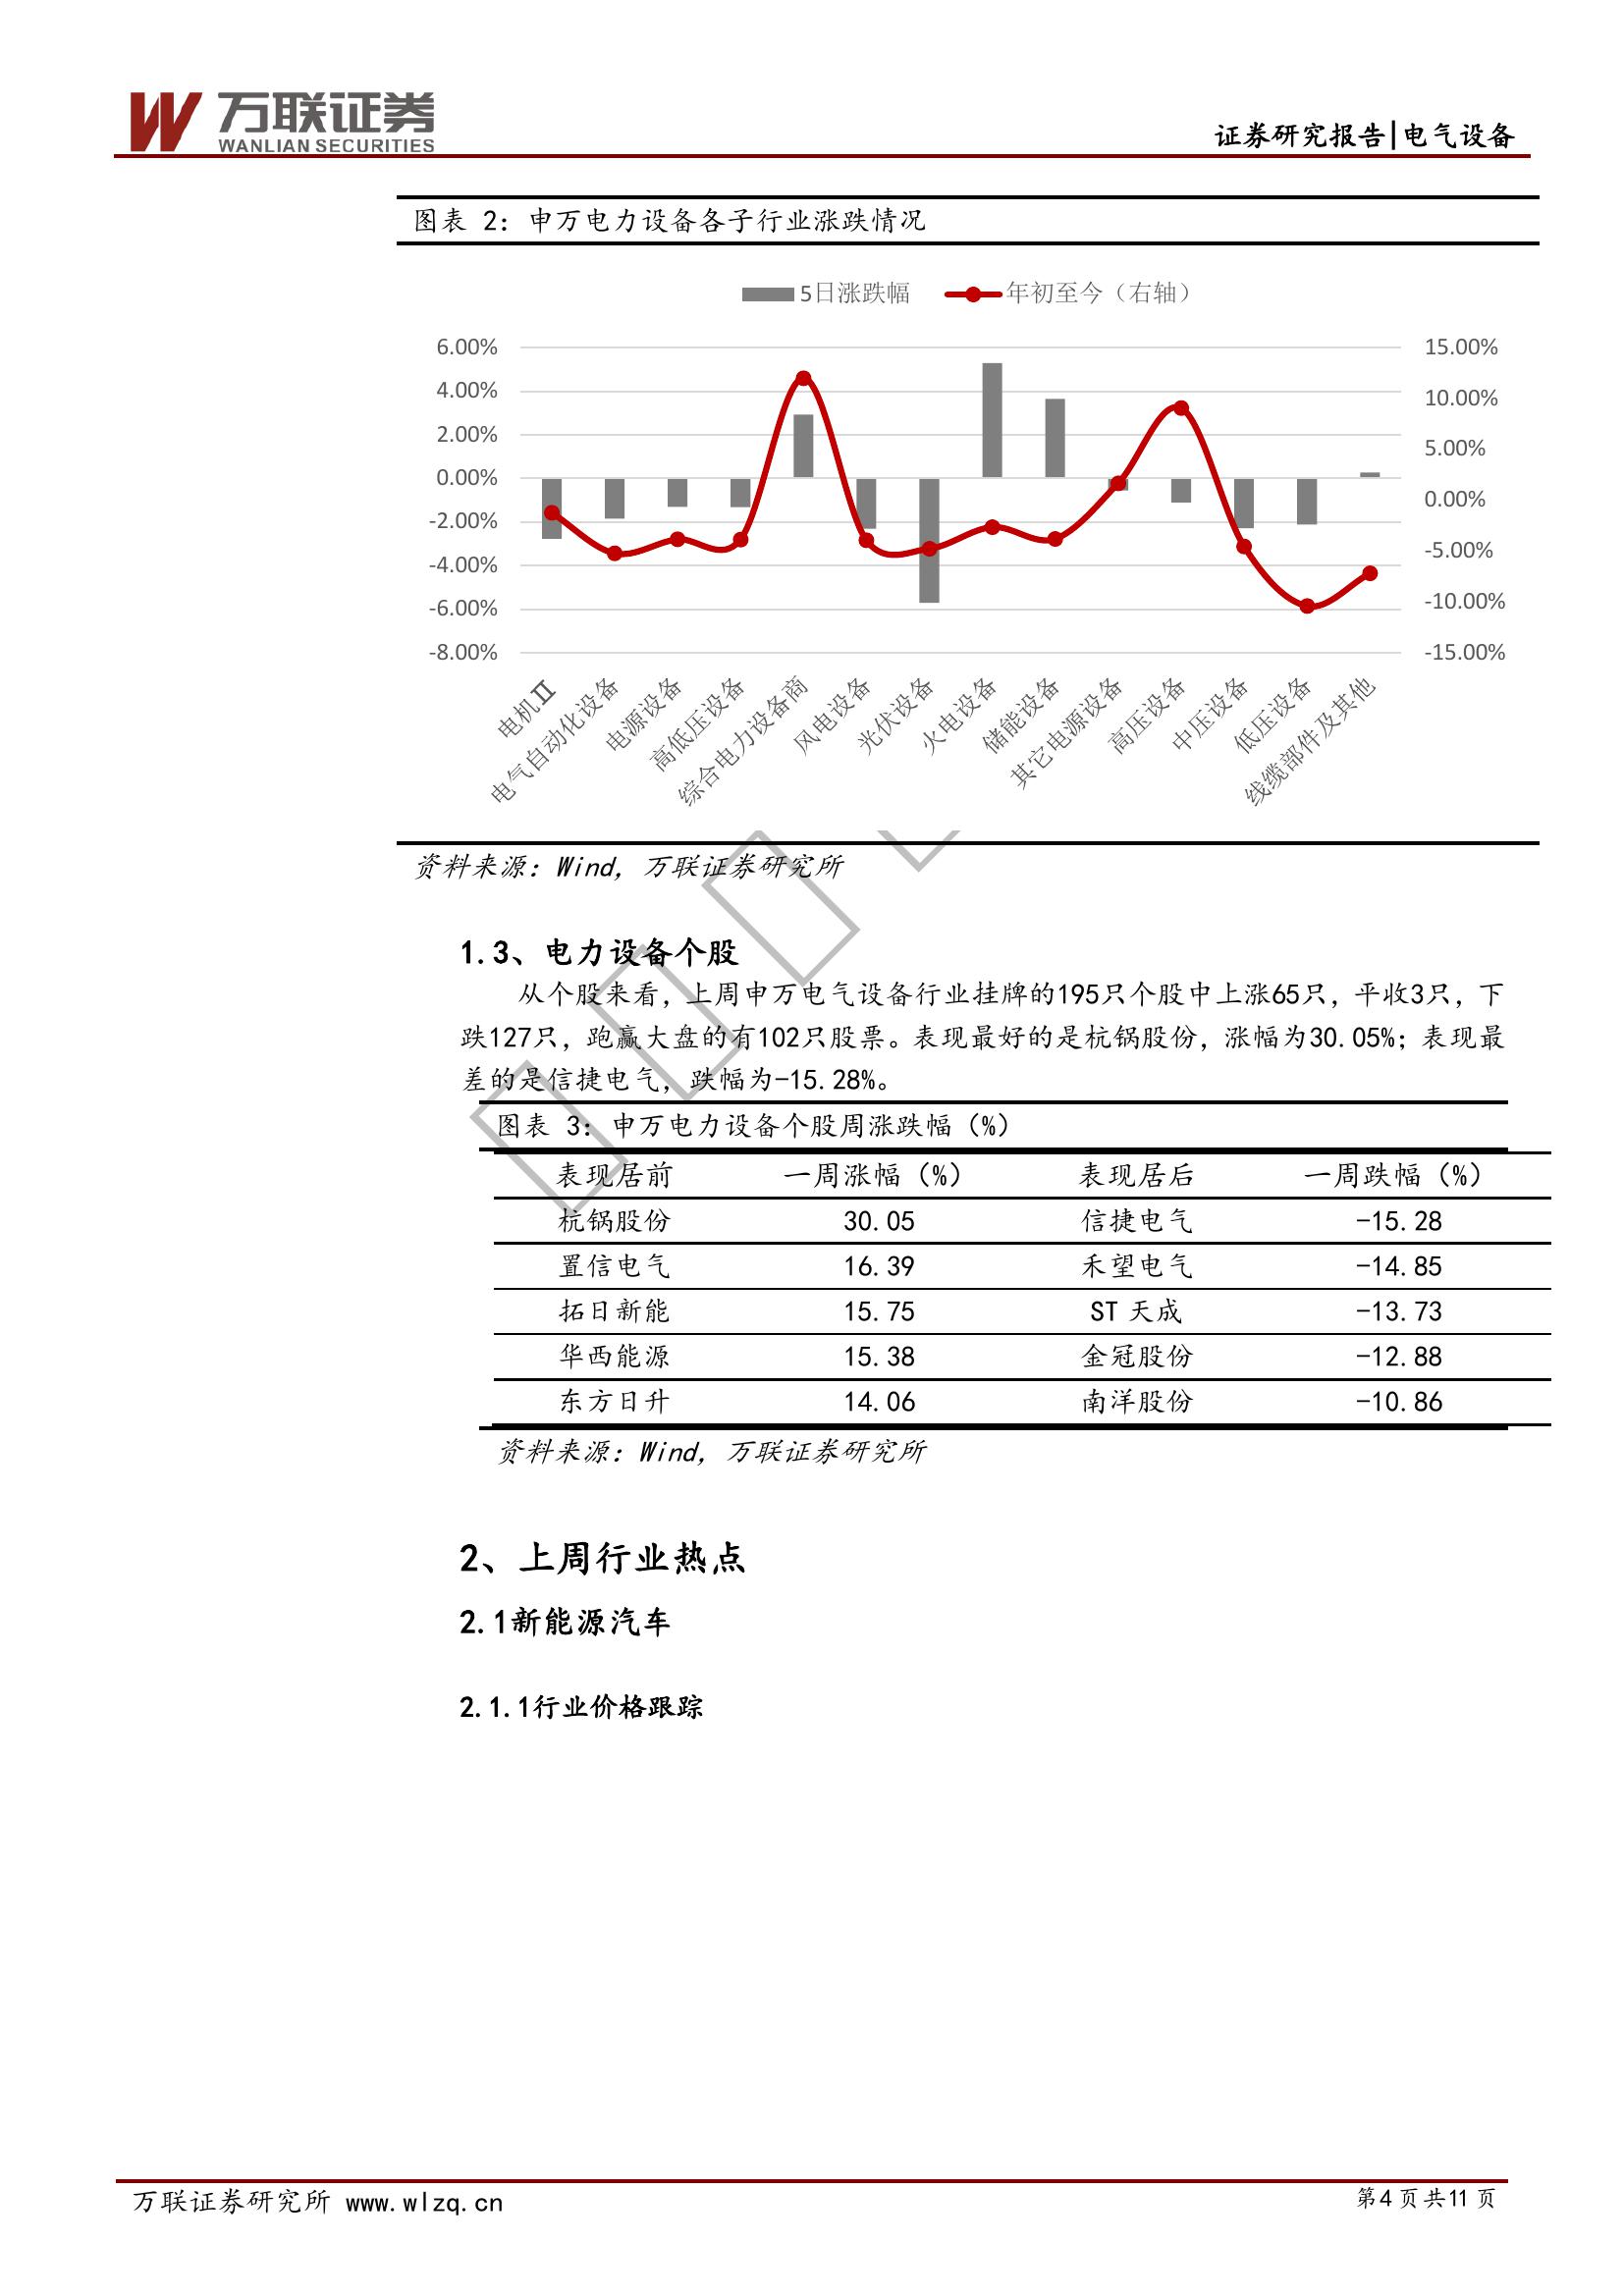 万联证券
WANLIAN SECURITIES
证券研究报告|电气设备
图表 2：申万电力设备各子行业涨跌情况
5日涨跌幅 年初至今（右轴）
6.00% 15.00%
4.00% 10.00%
2.00% 5.00%
0.00% 0.00%
-2.00% -5.00%
-4.00% -10.00%
-6.00% -15.00%
-8.00%
电机Ⅱ
电气自动化设备
电源设备
高低压设备
综合电力设备商
风电设备
光伏设备
火电设备
储能设备
其它电源设备
高压设备
中压设备
低压设备
线缆部件及其他
资料来源：Wind，万联证券研究所
1.3、电力设备个股
从个股来看，上周申万电气设备行业挂牌的195只个股中上涨65只，平收3只，下
跌127只，跑赢大盘的有102只股票。表现最好的是杭锅股份，涨幅为30.05%；表现最
差的是信捷电气，跌幅为-15.28%。
图表 3：申万电力设备个股周涨跌幅（%）
表现居前 一周涨幅（%） 表现居后 一周跌幅（%）
杭锅股份 30.05 信捷电气 -15.28
置信电气 16.39 禾望电气 -14.85
拓日新能 15.75 ST 天成 -13.73
华西能源 15.38 金冠股份 -12.88
东方日升 14.06 南洋股份 -10.86
资料来源：Wind，万联证券研究所
2、上周行业热点
2.1新能源汽车
2.1.1行业价格跟踪
万联证券研究所 www.wlzq.cn 第4页共11页